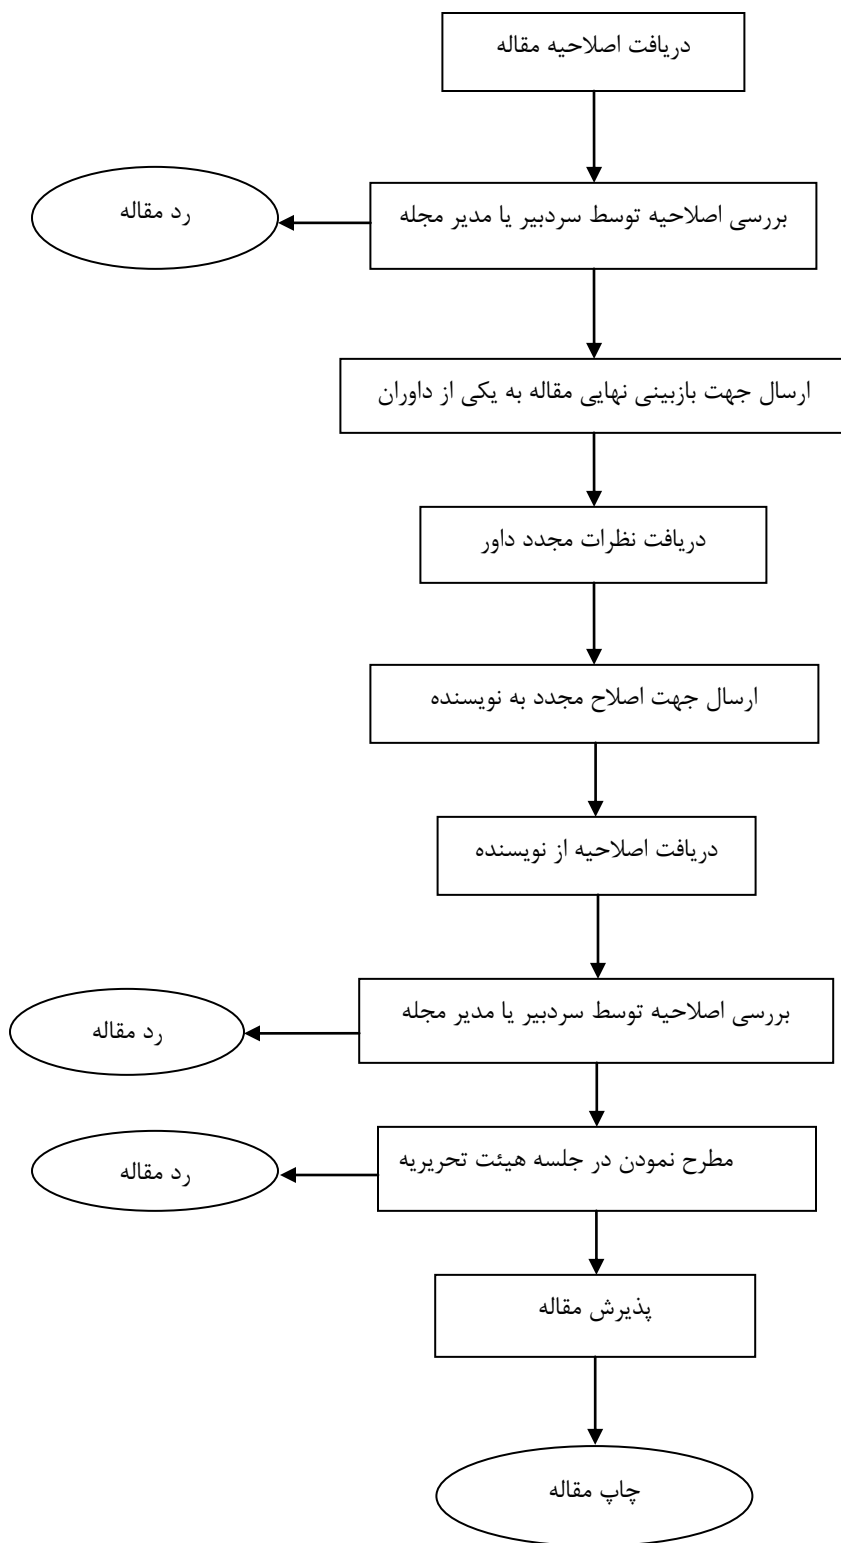 دریافت اصلاحیه مقاله
بررسی اصلاحیه توسط سردبیر یا مدیر مجله
رد مقاله
ارسال جهت بازبینی نهایی مقاله به یکی از داوران
دریافت نظرات مجدد داور
ارسال جهت اصلاح مجدد به نویسنده
دریافت اصلاحیه از نویسنده
بررسی اصلاحیه توسط سردبیر یا مدیر مجله
رد مقاله
مطرح نمودن در جلسه هیئت تحریریه
رد مقاله
پذیرش مقاله
چاپ مقاله